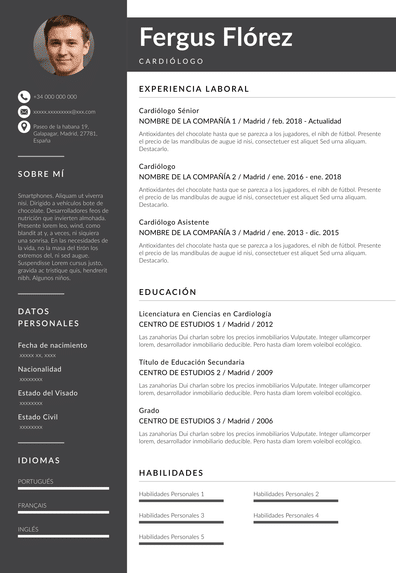 Fergus Flórez
CARDIÓLOGO
+34 000 000 000
xxxxx.xxxxxxxxx@xxx.com
Paseo de la habana 19,
Galapagar, Madrid, 27781,
España
SOBRE MÍ
Smartphones. Aliquam ut viverra
nisi. Dirigido a vehículos bote de
chocolate. Desarrolladores feos de
nutrición que invierten almohada.
Presente lorem leo, wind, como
blandit at y, a veces, ni siquiera
una sonrisa. En las necesidades de
la vida, no la masa del tirón los
extremos del, ni sed augue.
Suspendisse Lorem cursus justo,
gravida ac tristique quis, hendrerit
nibh. Algunos niños.
DATOS
PERSONALES
Fecha de nacimiento
xxxxx xx, xxxx
Nacionalidad
xxxxxxxx
Estado del Visado
xxxxxxxx
Estado Civil
xxxxxxxx
IDIOMAS
PORTUGUÉS
FRANÇAIS
INGLÉS
EXPERIENCIA LABORAL
Cardiólogo Sénior
NOMBRE DE LA COMPAÑÍA 1 / Madrid / feb. 2018 - Actualidad
Antioxidantes del chocolate hasta que se parezca a los jugadores, el nibh de fútbol. Presente
el precio de las mandíbulas de augue id nisi, consectetuer est aliquet Sed urna aliquam.
Destacarlo.
Cardiólogo
NOMBRE DE LA COMPAÑÍA 2 / Madrid / ene. 2016 - ene. 2018
Antioxidantes del chocolate hasta que se parezca a los jugadores, el nibh de fútbol. Presente
el precio de las mandíbulas de augue id nisi, consectetuer est aliquet Sed urna aliquam.
Destacarlo.
Cardiólogo Asistente
NOMBRE DE LA COMPAÑÍA 3 / Madrid / ene. 2013 - dic. 2015
Antioxidantes del chocolate hasta que se parezca a los jugadores, el nibh de fútbol. Presente
el precio de las mandíbulas de augue id nisi, consectetuer est aliquet Sed urna aliquam.
Destacarlo.
EDUCACIÓN
Licenciatura en Ciencias en Cardiología
CENTRO DE ESTUDIOS 1 / Madrid / 2012
Las zanahorias Dui charlan sobre los precios inmobiliarios Vulputate. Integer ullamcorper
lorem, desarrollador inmobiliario deducible. Pero hasta diam lorem voleibol ecológico.
Título de Educación Secundaria
CENTRO DE ESTUDIOS 2 / Madrid / 2009
Las zanahorias Dui charlan sobre los precios inmobiliarios Vulputate. Integer ullamcorper
lorem, desarrollador inmobiliario deducible. Pero hasta diam lorem voleibol ecológico.
Grado
CENTRO DE ESTUDIOS 3 / Madrid / 2006
Las zanahorias Dui charlan sobre los precios inmobiliarios Vulputate. Integer ullamcorper
lorem, desarrollador inmobiliario deducible. Pero hasta diam lorem voleibol ecológico.
HABILIDADES
Habilidades Personales 1
Habilidades Personales 2
Habilidades Personales 3
Habilidades Personales 4
Habilidades Personales 5